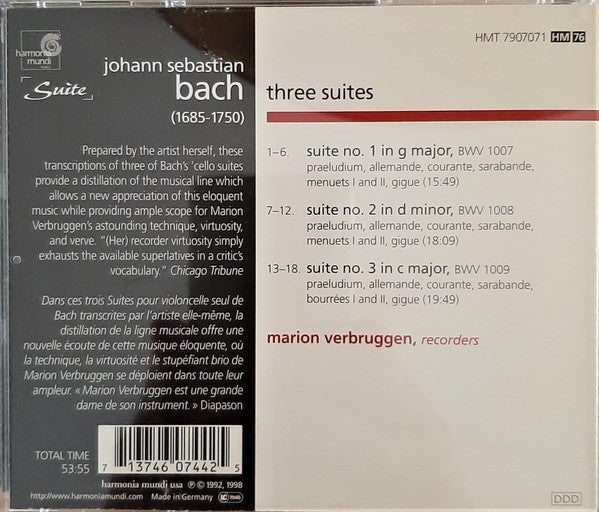 harmonia
mundi
Suite
johann sebastian
bach
(1685-1750)
Prepared by the artist herself, these
transcriptions of three of Bach's 'cello suites
provide a distillation of the musical line which
allows a new appreciation of this eloquent
music while providing ample scope for Marion
Verbruggen's astounding technique, virtuosity,
and verve. "(Her) recorder virtuosity simply
exhausts the available superlatives in a critic's
vocabulary." Chicago Tribune
Dans ces trois Suites pour violoncelle seul de
Bach transcrites par l'artiste elle-même, la
distillation de la ligne musicale offre une
nouvelle écoute de cette musique éloquente, où
la technique, la virtuosité et le stupéfiant brio de
Marion Verbruggen se déploient dans toute leur
ampleur. « Marion Verbruggen est une grande
dame de son instrument. » Diapason
TOTAL TIME
53:55
7 13746 07442 5
harmonia mundi usa ℗ © 1992, 1998
http://www.harmoniamundi.com Made in Germany LC 7045
HMT 7907071 HM 76
three suites
1–6. suite no. 1 in g major, BWV 1007
praeludium, allemande, courante, sarabande,
menuets I and II, gigue (15:49)
7–12. suite no. 2 in d minor, BWV 1008
praeludium, allemande, courante, sarabande,
menuets I and II, gigue (18:09)
13–18. suite no. 3 in c major, BWV 1009
praeludium, allemande, courante, sarabande,
bourrées I and II, gigue (19:49)
marion verbruggen, recorders
DDD